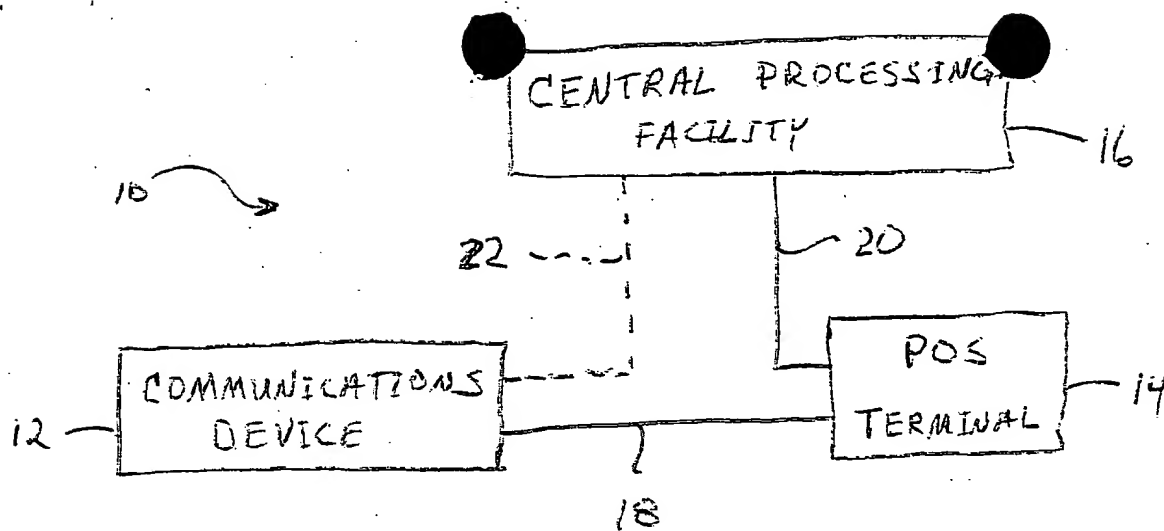 CENTRAL PROCESSING
FACILITY
16
10
22
20
COMMUNICATIONS
DEVICE
12
POS
TERMINAL
14
18